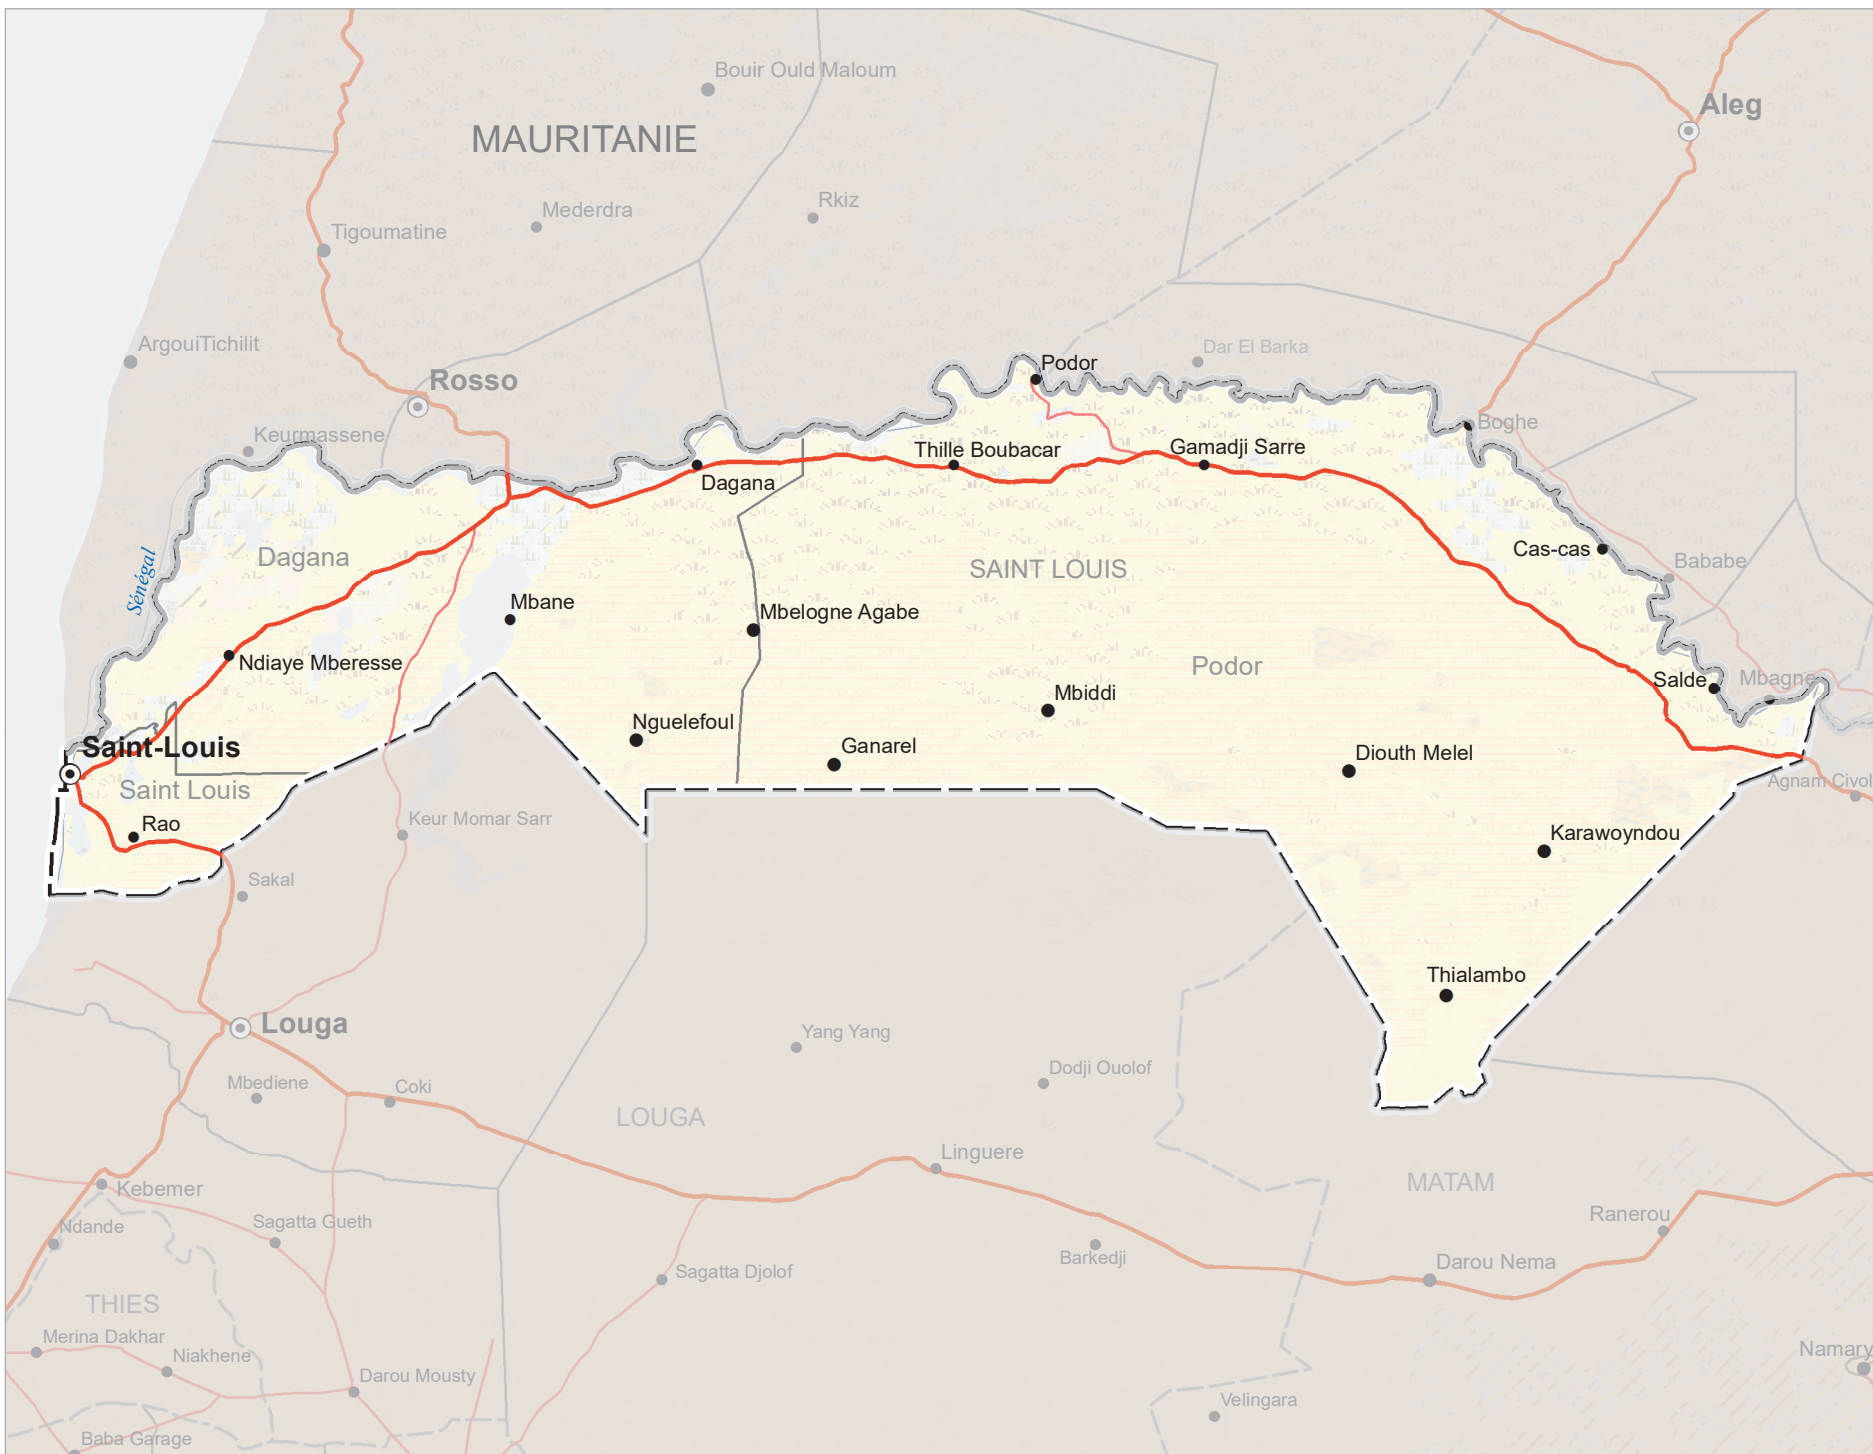 Bouir Ould Maloum
Aleg
MAURITANIE
Rkiz
Mederdra
Tigoumatine
ArgouiTichilit
Dar El Barka
Podor
Rosso
Boghe
Keurmassene
Thille Boubacar
Gamadji Sarre
Dagana
Cas-cas
Dagana
Bababe
SAINT LOUIS
Sénégal
Mbane
Mbelogne Agabe
Ndiaye Mberesse
Podor
Salde
Mbagne
Mbiddi
Nguelefoul
Saint-Louis
Ganarel
Diouth Melel
Agnam Civol
Saint Louis
Rao
Keur Momar Sarr
Karawoyndou
Sakal
Thialambo
Louga
Yang Yang
Dodji Ouolof
Mbediene
Coki
LOUGA
Linguere
MATAM
Kebemer
Ranerou
Ndande
Sagatta Gueth
Barkedji
Darou Nema
Sagatta Djolof
THIES
Merina Dakhar
Niakhene
Namary
Darou Mousty
Velingara
Baba Garage